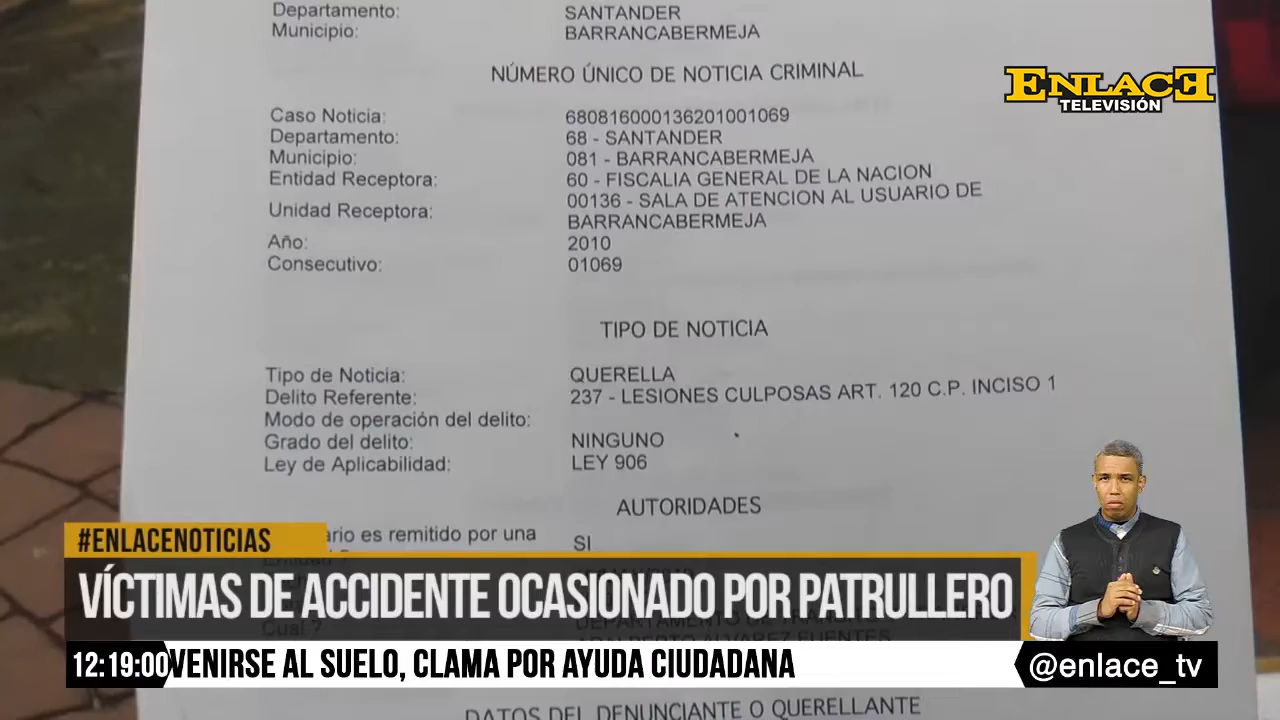 Departamento: SANTANDER
Municipio: BARRANCABERMEJA
NÚMERO ÚNICO DE NOTICIA CRIMINAL
ENLACE
TELEVISIÓN
Caso Noticia: 680816000136201001069
Departamento: 68 - SANTANDER
Municipio: 081 - BARRANCABERMEJA
Entidad Receptora: 60 - FISCALIA GENERAL DE LA NACION
Unidad Receptora: 00136 - SALA DE ATENCION AL USUARIO DE
BARRANCABERMEJA
Año: 2010
Consecutivo: 01069
TIPO DE NOTICIA
Tipo de Noticia: QUERELLA
Delito Referente: 237 - LESIONES CULPOSAS ART. 120 C.P. INCISO 1
Modo de operación del delito:
Grado del delito: NINGUNO
Ley de Aplicabilidad: LEY 906
AUTORIDADES
es remitido por una SI
#ENLACENOTICIAS
VÍCTIMAS DE ACCIDENTE OCASIONADO POR PATRULLERO
12:19:00 VENIRSE AL SUELO, CLAMA POR AYUDA CIUDADANA
@enlace_tv
DATOS DEL DENUNCIANTE O QUERELLANTE